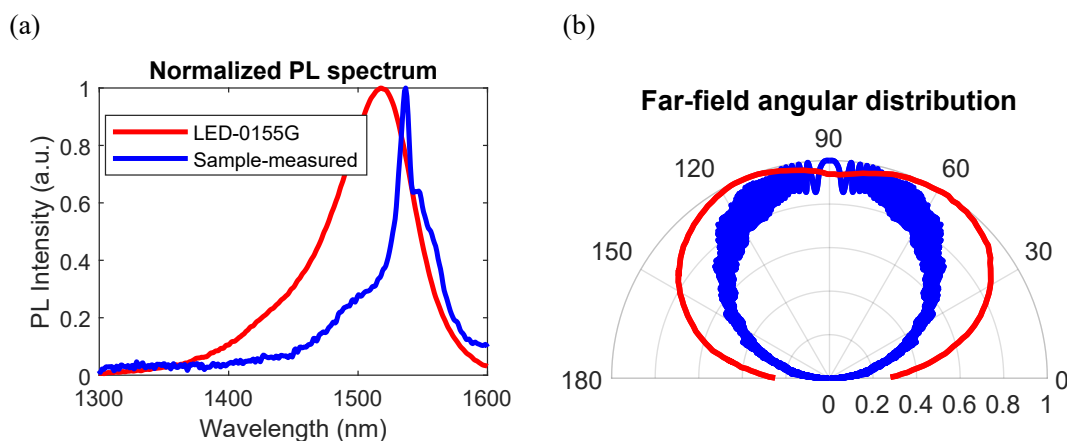 (a)
Normalized PL spectrum
1
0.8
0.6
0.4
0.2
0
PL Intensity (a.u.)
LED-0155G
Sample-measured
1300
1400
1500
1600
Wavelength (nm)
(b)
Far-field angular distribution
90
120
60
150
30
180
0
0 0.2 0.4 0.6 0.8 1